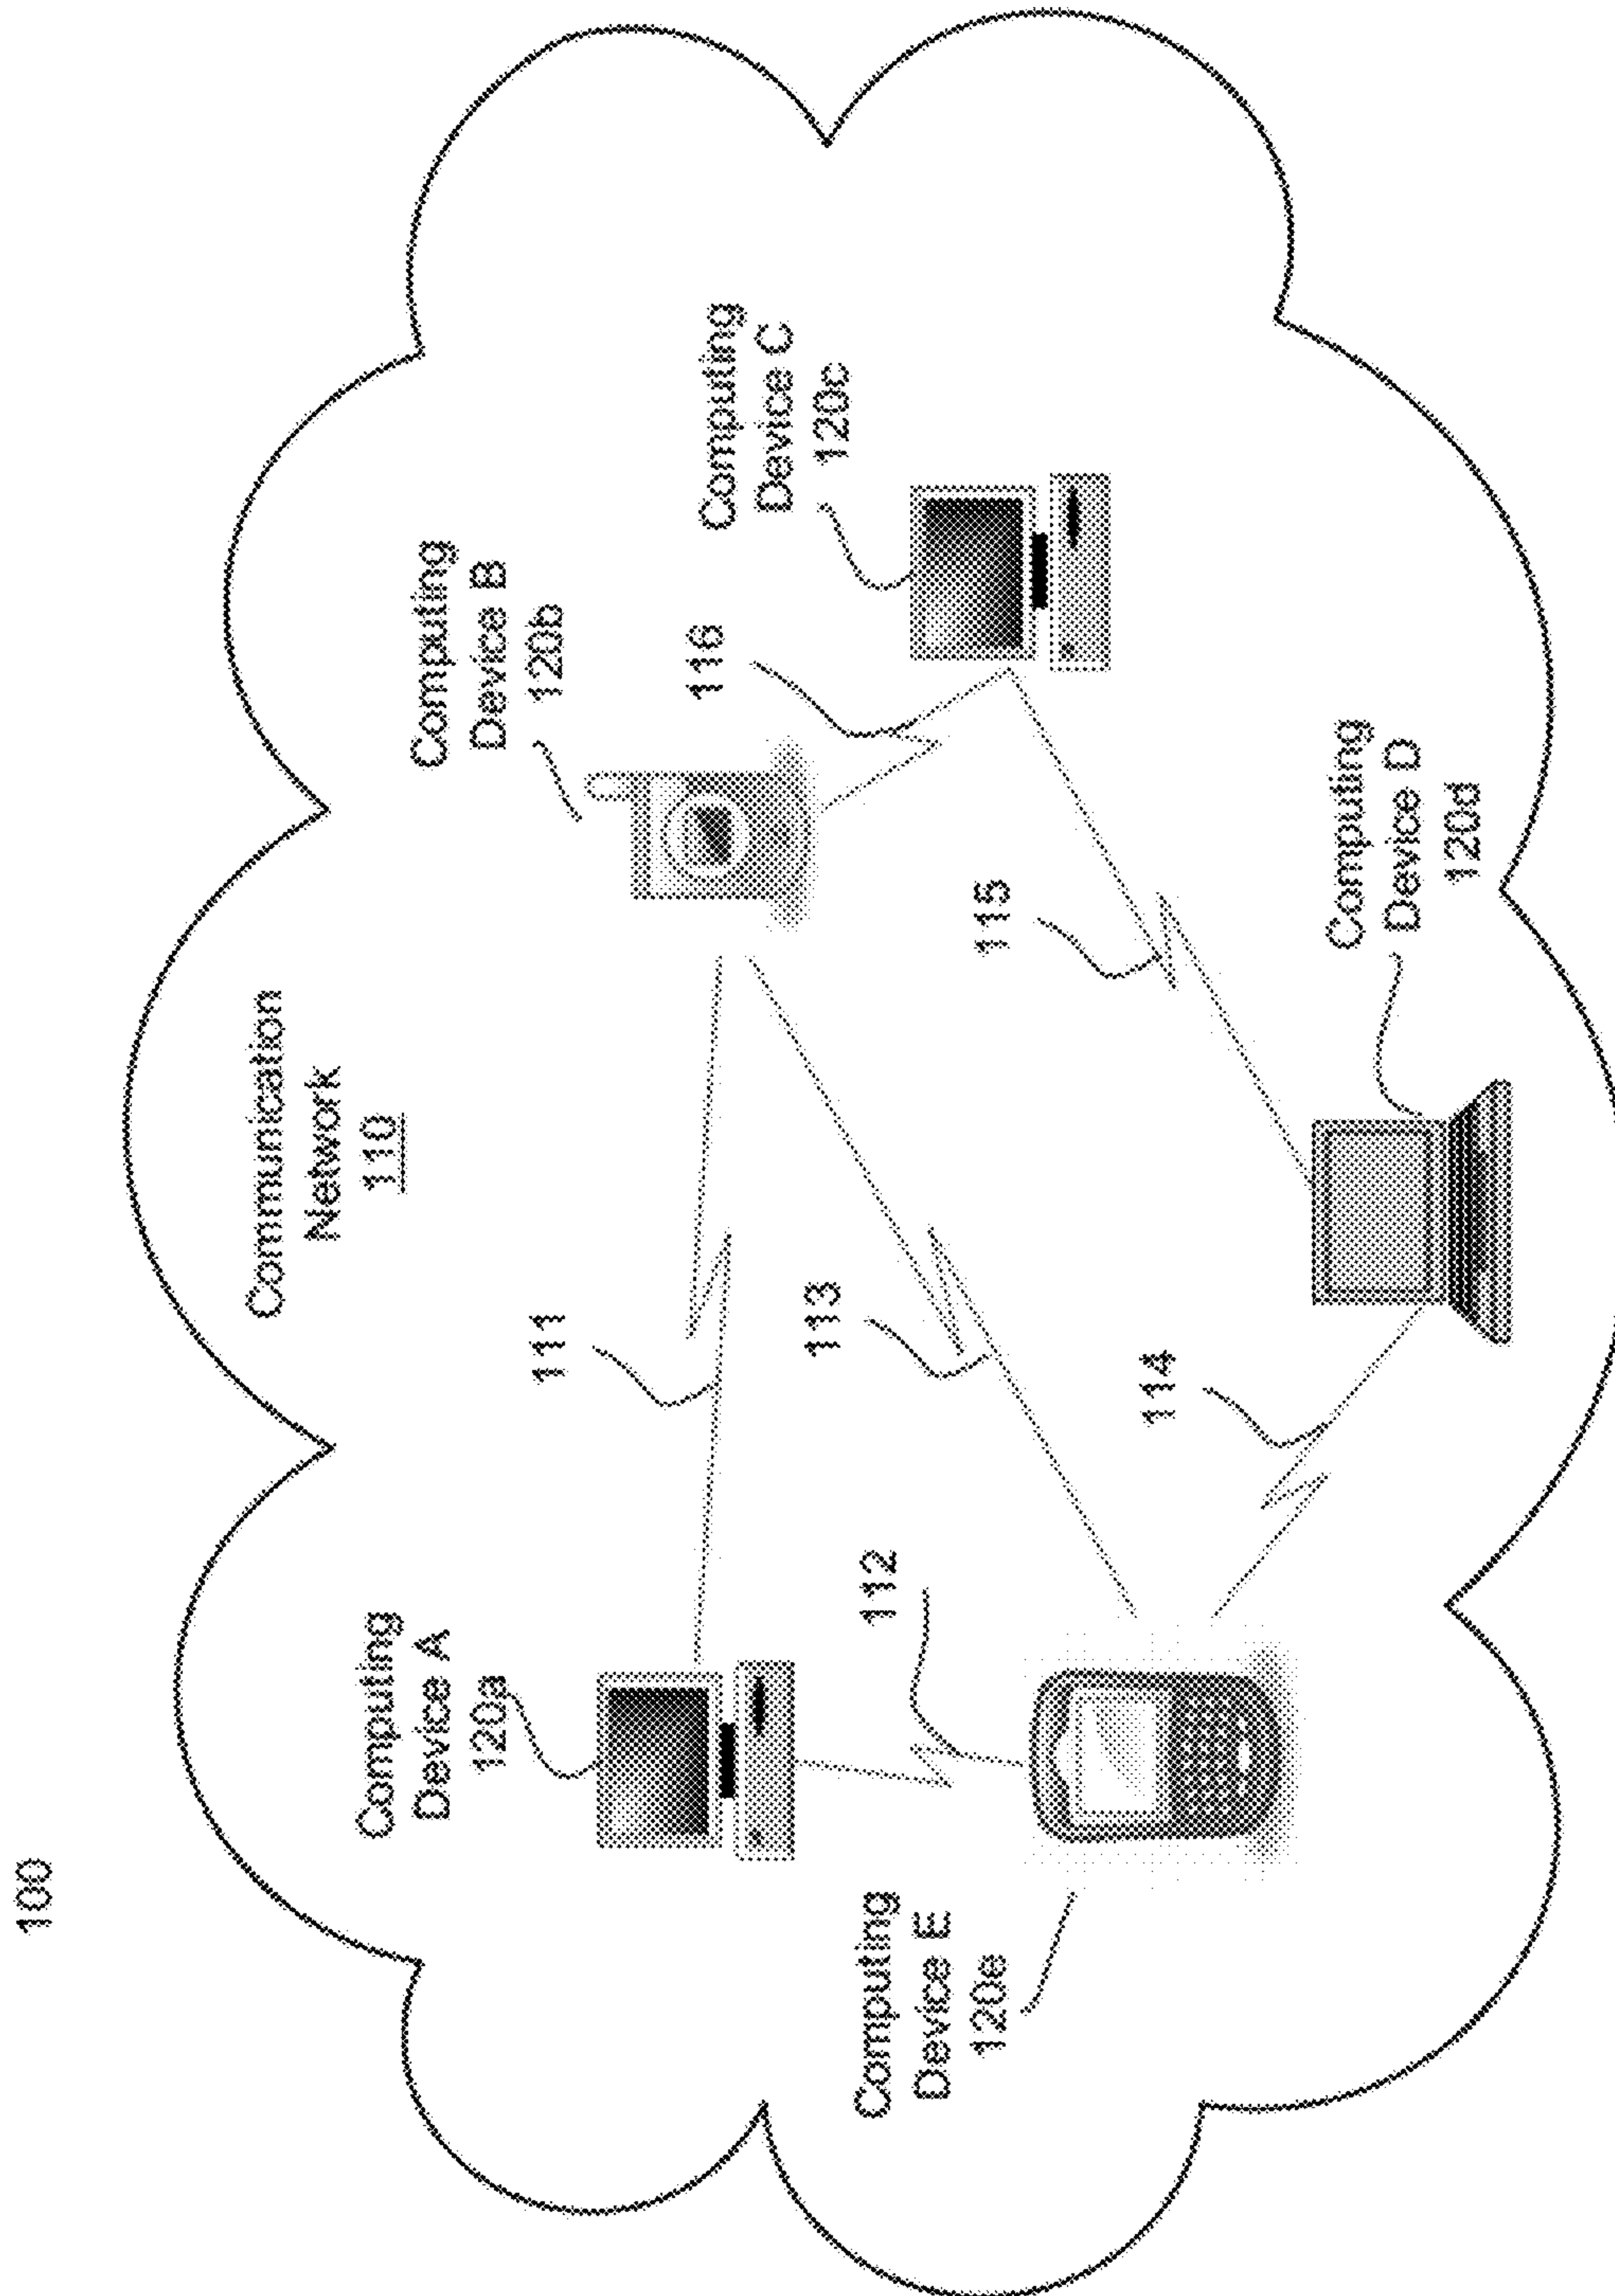 100
Communication
Network
110
Computing
Device A
120a
Computing
Device B
120b
111
116
Computing
Device C
120c
113
112
115
Computing
Device E
120e
114
Computing
Device D
120d